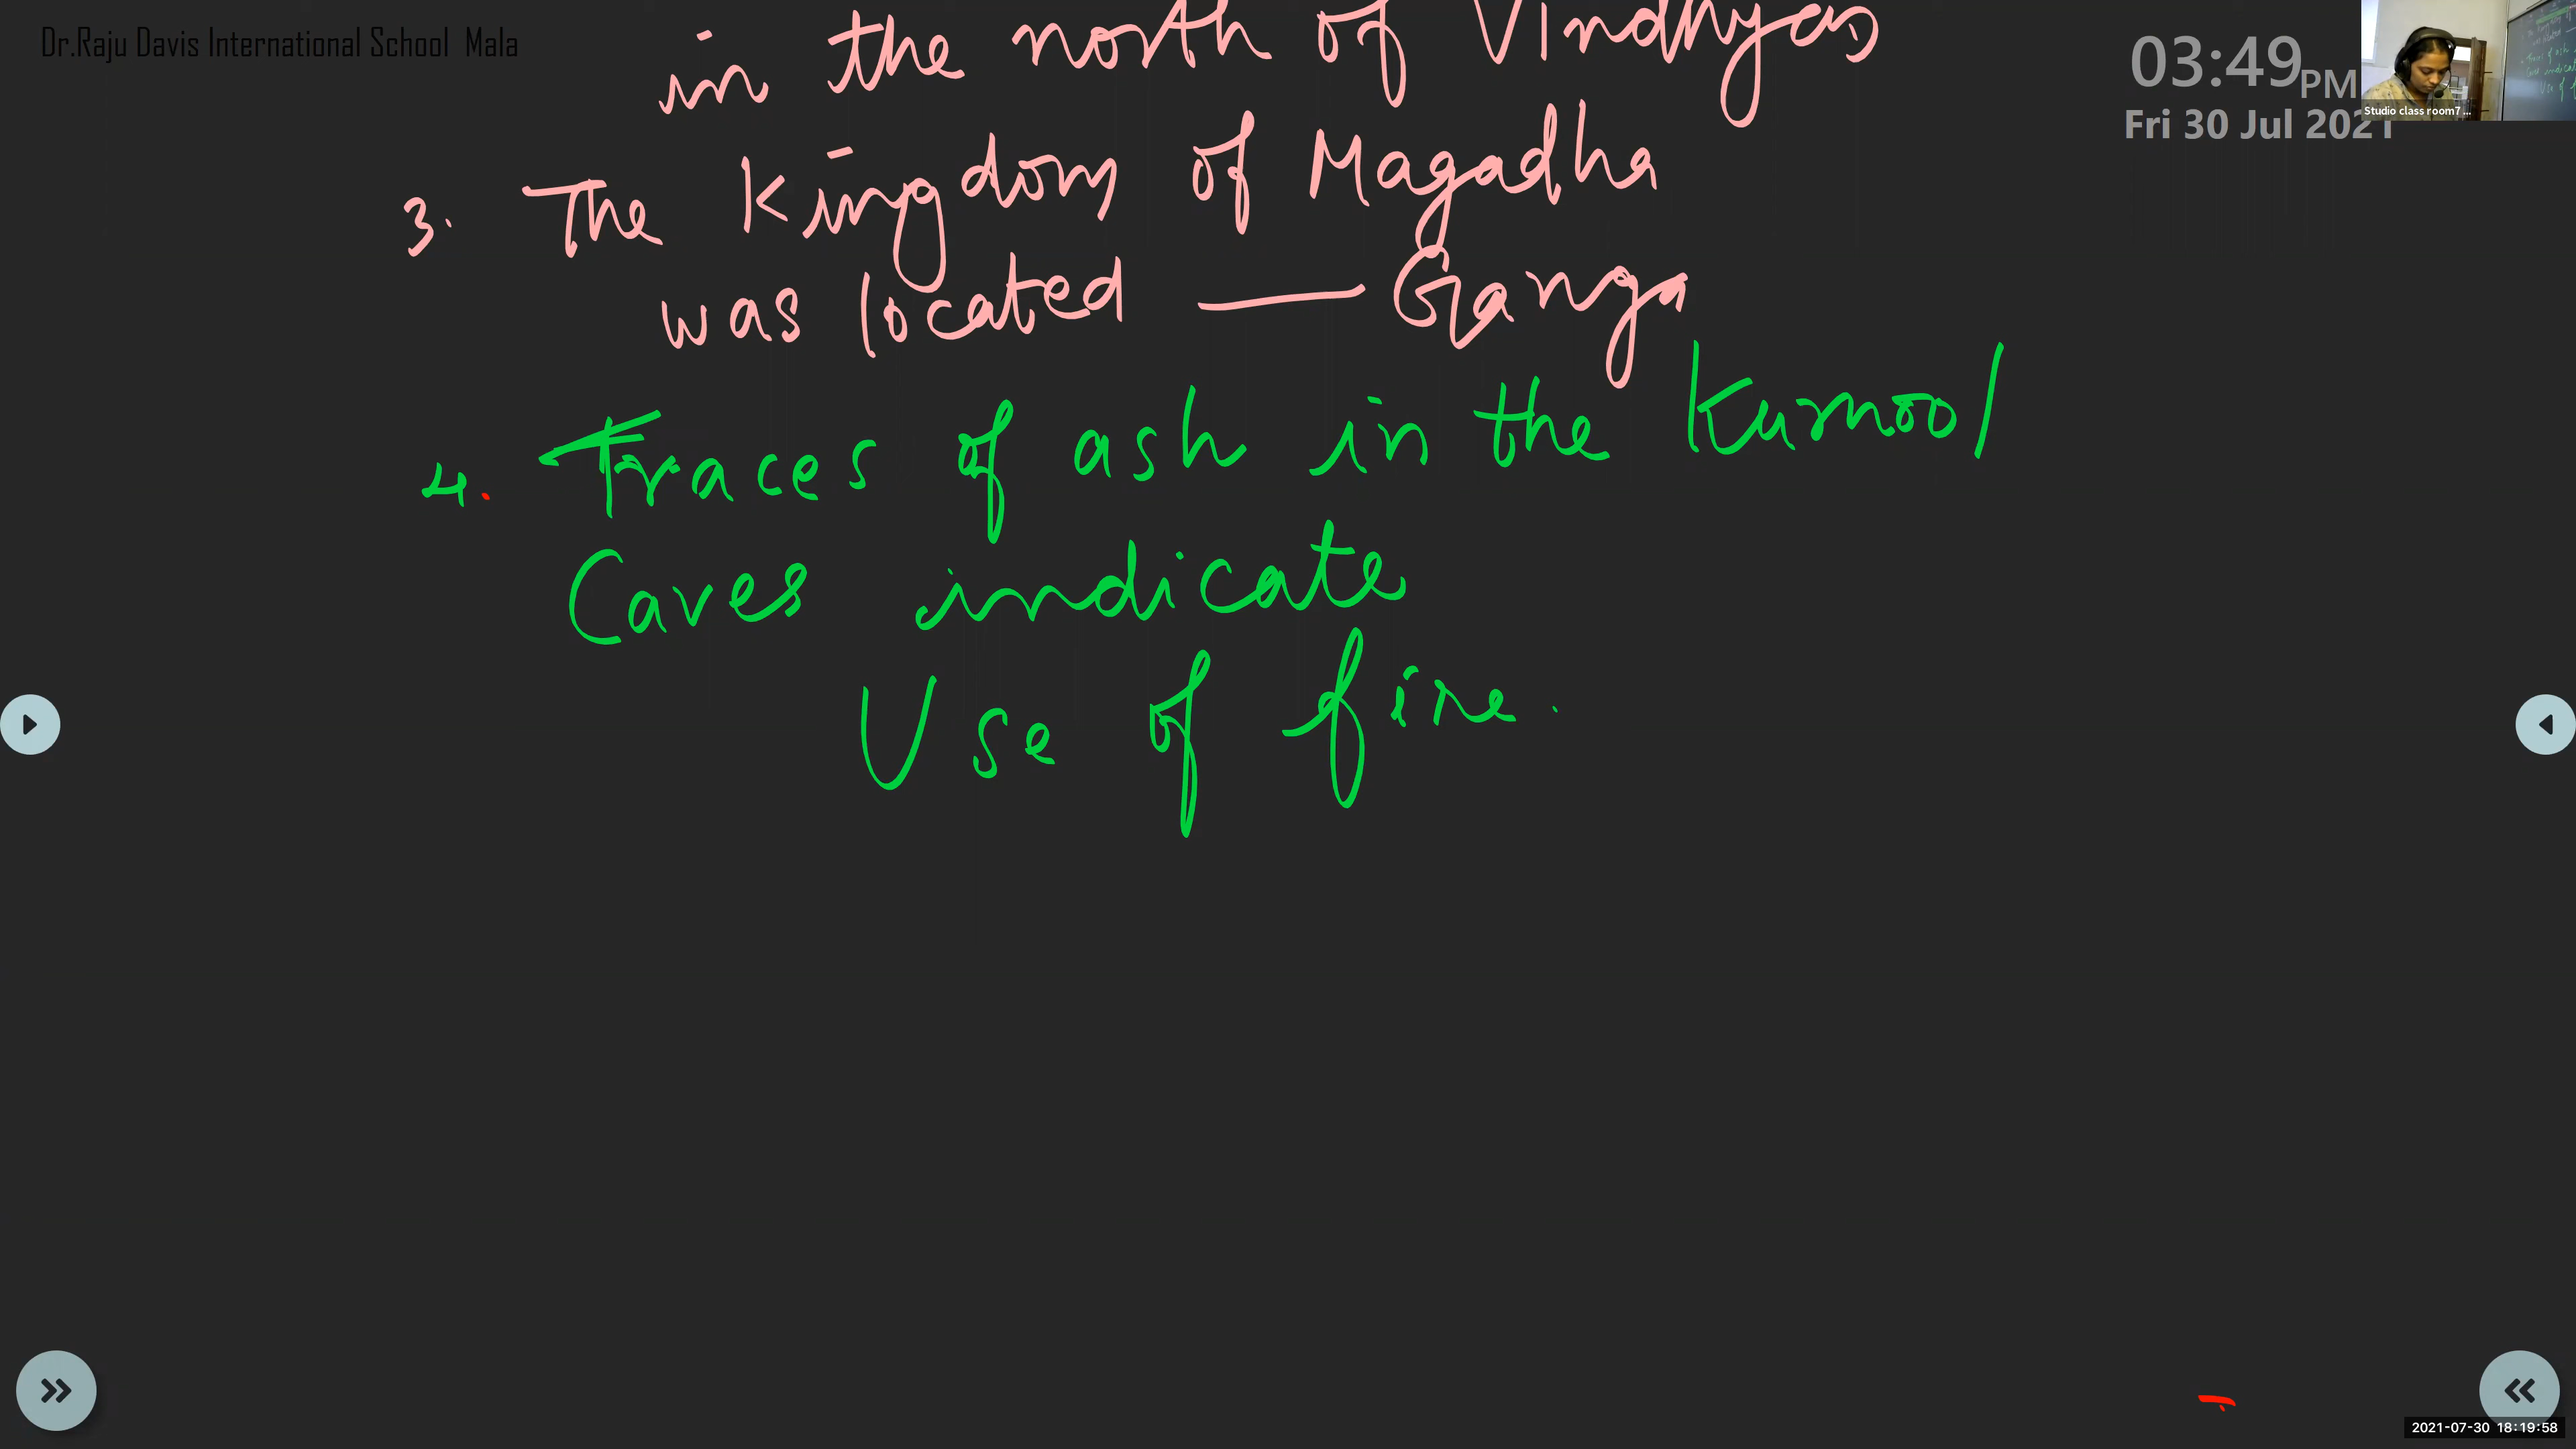 Dr.Raju Davis International School Mala
03:49 PM
Fri 30 Jul 2021
Studio class room7 ...
in the north of Vindhyas
3. The Kingdom of Magadha
was located — Ganga
4. Traces of ash in the Kurnool
Caves indicate
Use of fire.
2021-07-30 18:19:58